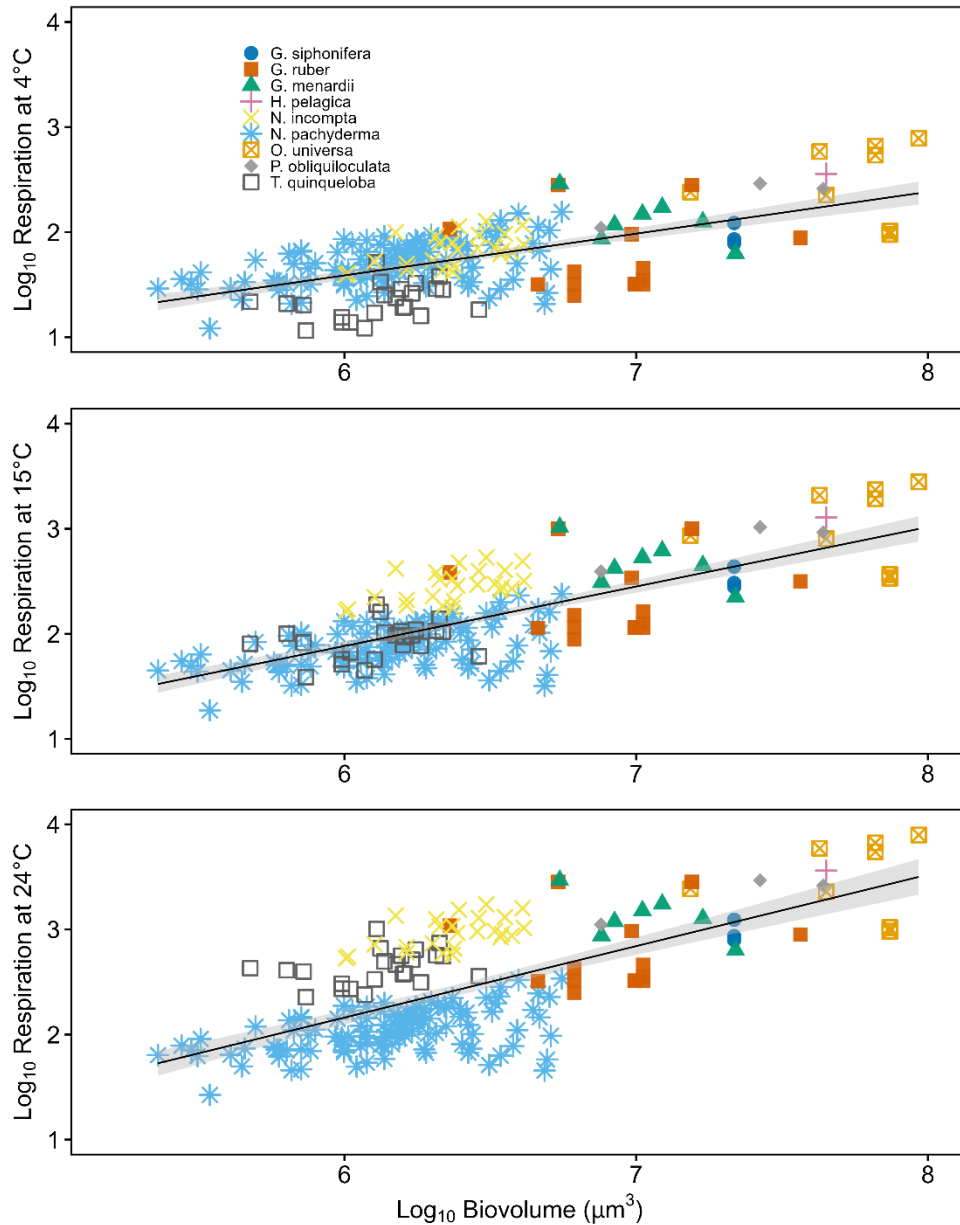 Log₁₀ Respiration at 4°C
4
3
2
1
G. siphonifera
G. ruber
G. menardii
H. pelagica
N. incompta
N. pachyderma
O. universa
P. obliquiloculata
T. quinqueloba
6 7 8
Log₁₀ Respiration at 15°C
4
3
2
1
6 7 8
Log₁₀ Respiration at 24°C
4
3
2
1
6 7 8
Log₁₀ Biovolume (μm³)